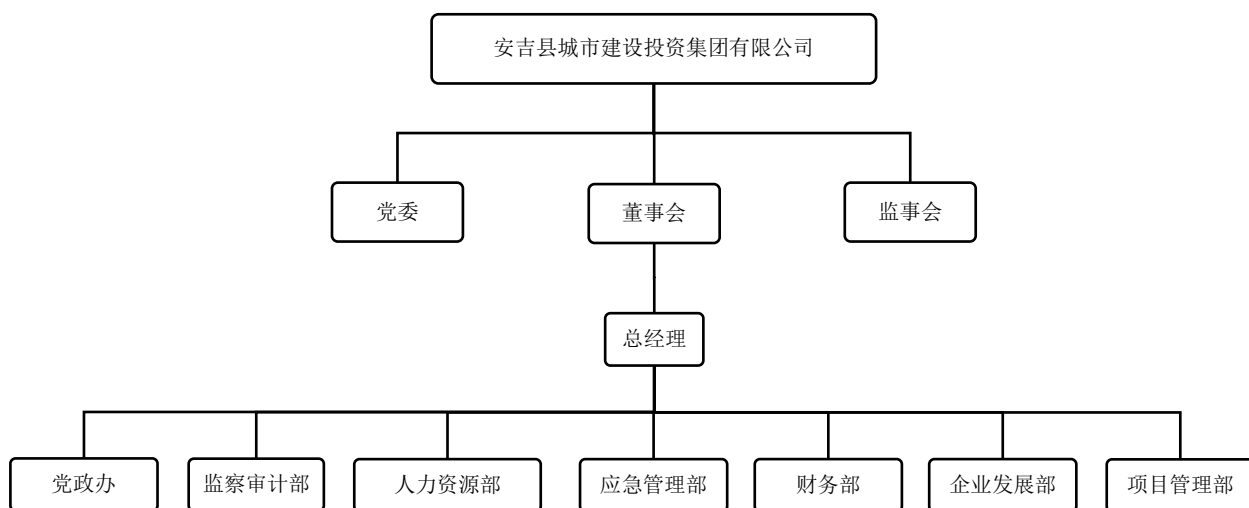 安吉县城市建设投资集团有限公司
党委
董事会
监事会
总经理
党政办
监察审计部
人力资源部
应急管理部
财务部
企业发展部
项目管理部